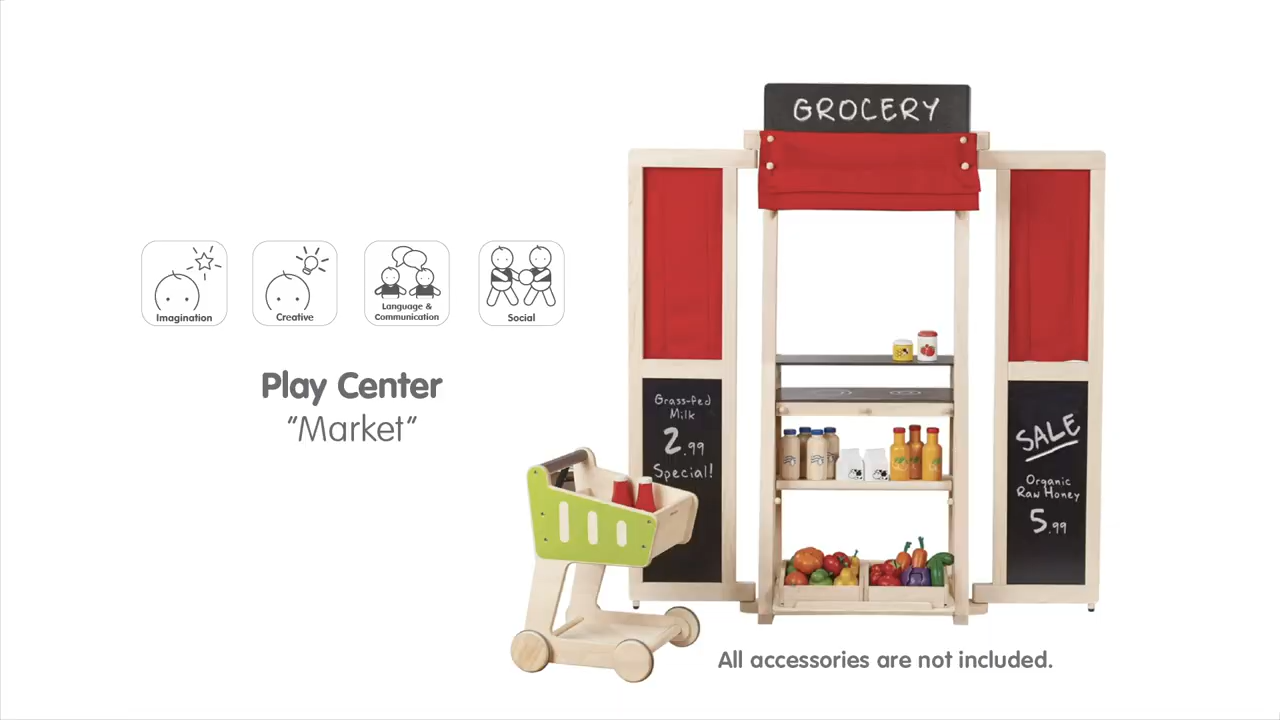 Imagination
Creative
Language &
Communication
Social
Play Center
"Market"
GROCERY
Grass-fed
Milk
2.99
Special!
SALE
Organic
Raw Honey
5.99
All accessories are not included.